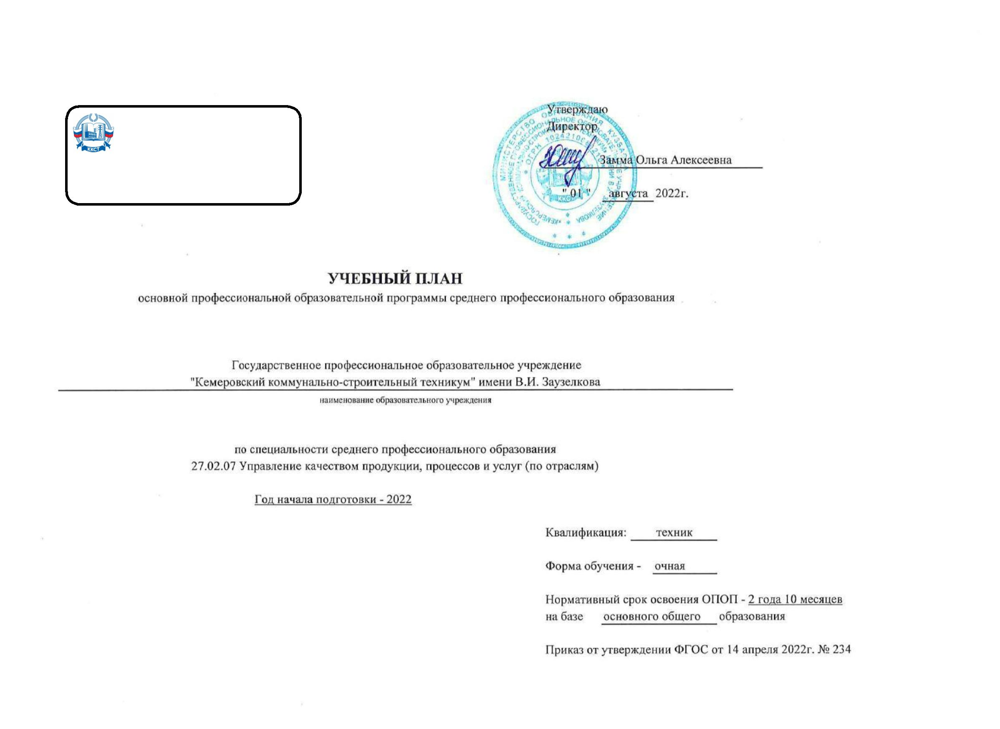 ККСТ
Утверждаю
Директор
Замма Ольга Алексеевна
" 01 " августа 2022г.
МИНИСТЕРСТВО ОБРАЗОВАНИЯ КУЗБАССА
УЧЕБНЫЙ ПЛАН
основной профессиональной образовательной программы среднего профессионального образования
Государственное профессиональное образовательное учреждение
"Кемеровский коммунально-строительный техникум" имени В.И. Заузелкова
наименование образовательного учреждения
по специальности среднего профессионального образования
27.02.07 Управление качеством продукции, процессов и услуг (по отраслям)
Год начала подготовки - 2022
Квалификация: техник
Форма обучения - очная
Нормативный срок освоения ОПОП - 2 года 10 месяцев
на базе основного общего образования
Приказ от утверждении ФГОС от 14 апреля 2022г. № 234